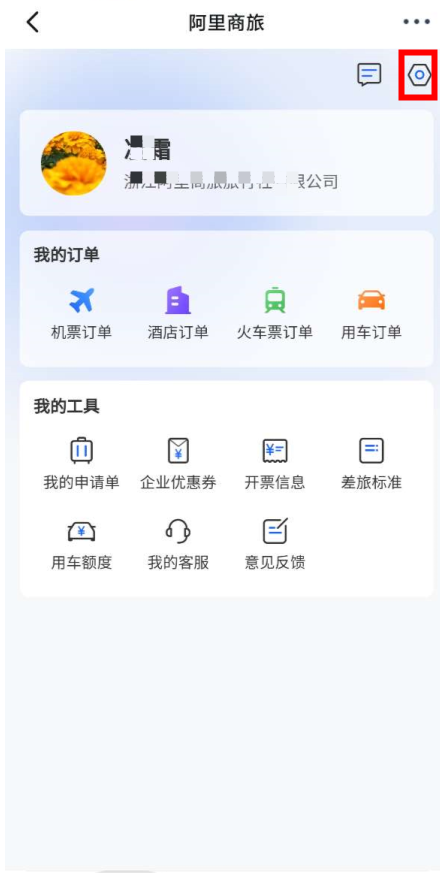 阿里商旅
霜
公司
我的订单
机票订单 酒店订单 火车票订单 用车订单
我的工具
我的申请单 企业优惠券 开票信息 差旅标准
用车额度 我的客服 意见反馈